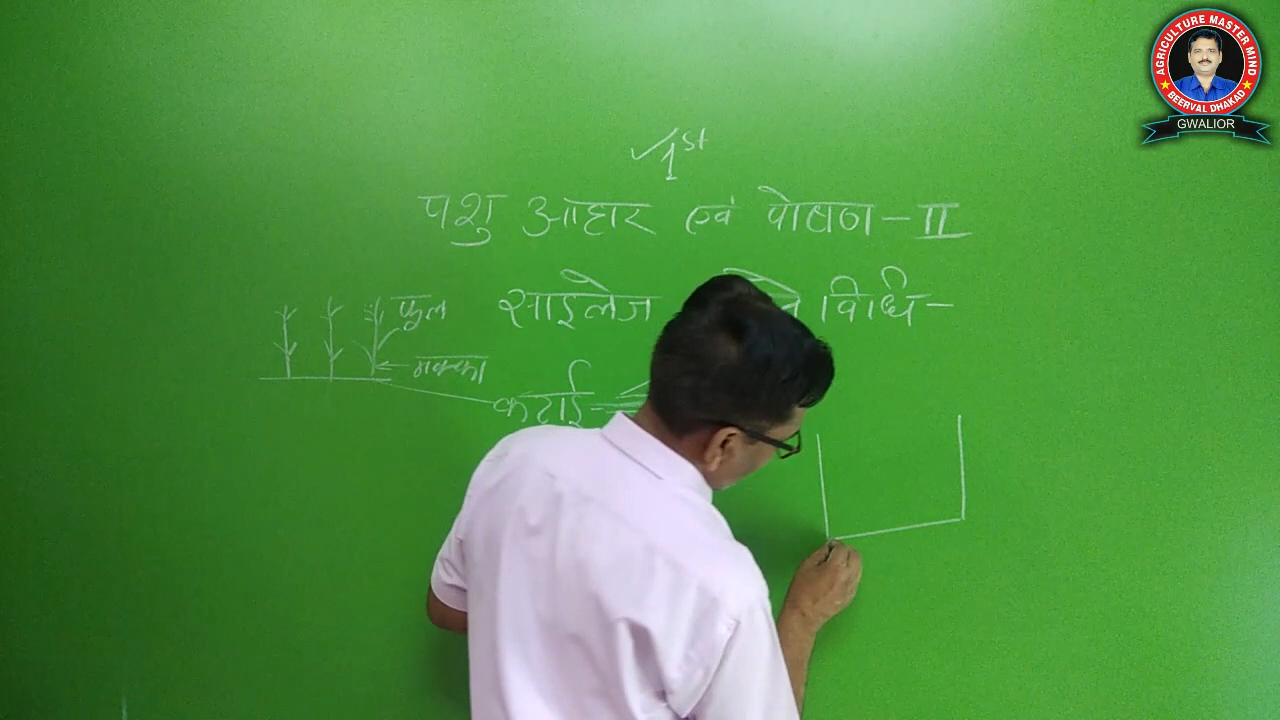 AGRICULTURE MASTER MIND
BEERVAL DHAKAD
GWALIOR
✓1st
पशु आहार एवं पोषण-II
साइलेज विधि-
फूल
मक्का
कटाई-